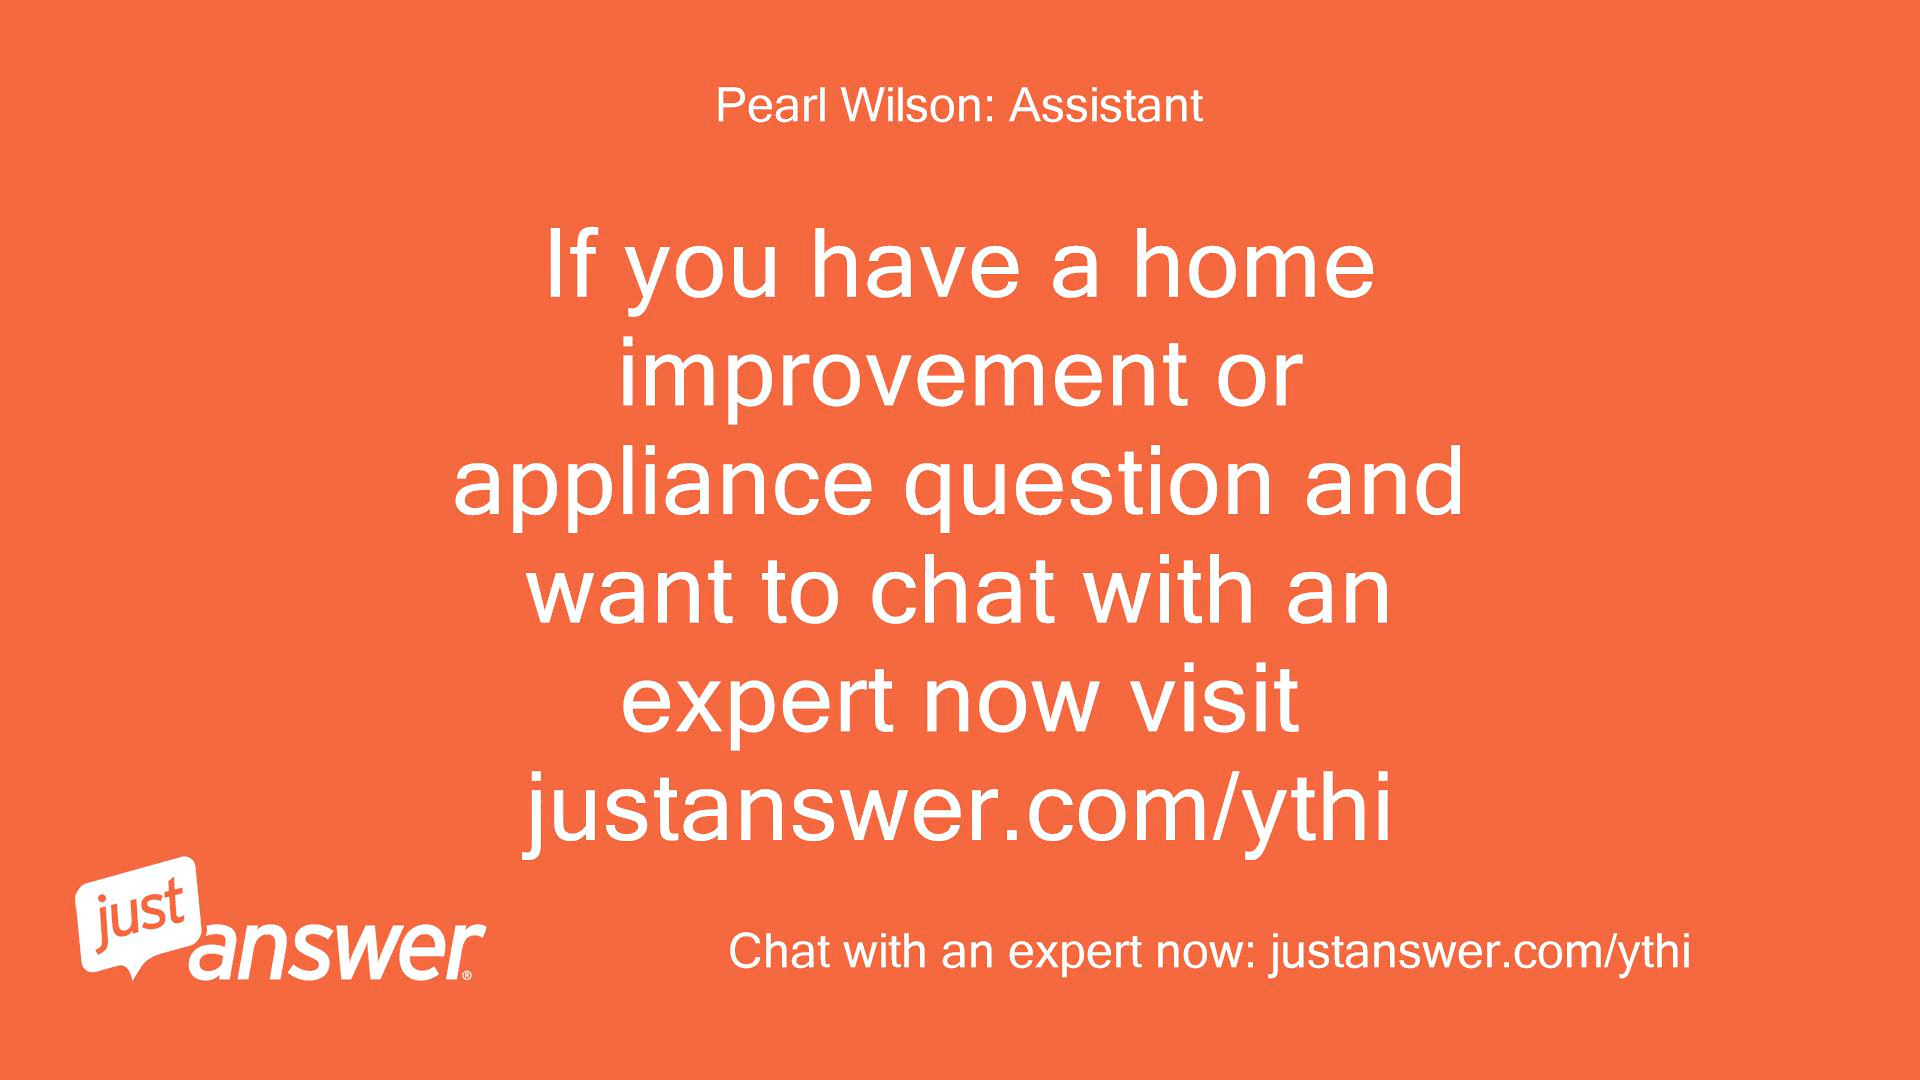 Pearl Wilson: Assistant
If you have a home
improvement or
appliance question and
want to chat with an
expert now visit
justanswer.com/ythi
just
answer®
Chat with an expert now: justanswer.com/ythi